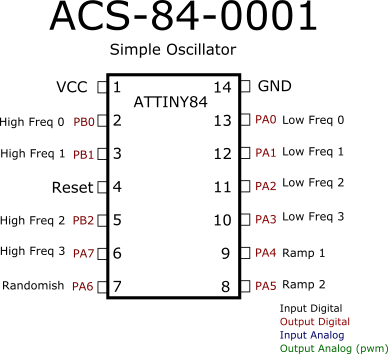 ACS-84-0001
Simple Oscillator
VCC 1 14 GND
ATTINY84
High Freq 0 PB0 2 13 PA0 Low Freq 0
High Freq 1 PB1 3 12 PA1 Low Freq 1
Reset 4 11 PA2 Low Freq 2
High Freq 2 PB2 5 10 PA3 Low Freq 3
High Freq 3 PA7 6 9 PA4 Ramp 1
Randomish PA6 7 8 PA5 Ramp 2
Input Digital
Output Digital
Input Analog
Output Analog (pwm)